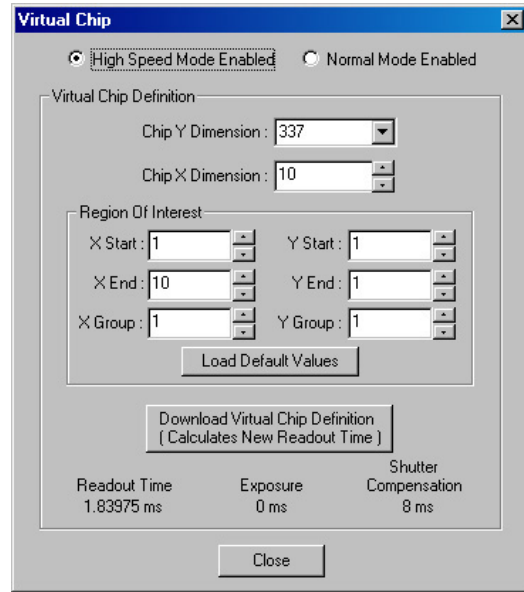 Virtual Chip
High Speed Mode Enabled Normal Mode Enabled
Virtual Chip Definition
Chip Y Dimension : 337
Chip X Dimension : 10
Region Of Interest
X Start : 1 Y Start : 1
X End : 10 Y End : 1
X Group : 1 Y Group : 1
Load Default Values
Download Virtual Chip Definition
( Calculates New Readout Time )
Shutter
Readout Time Exposure Compensation
1.83975 ms 0 ms 8 ms
Close